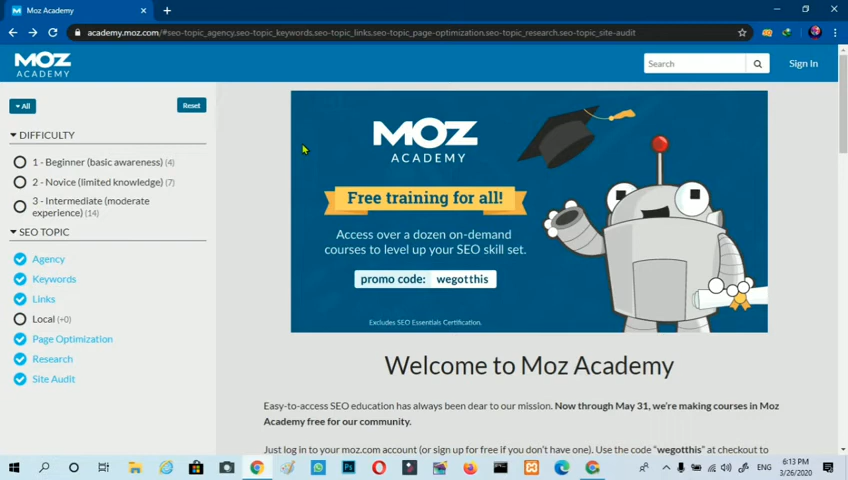 Moz Academy
academy.moz.com/#seo-topic_agency,seo-topic_keywords,seo-topic_links,seo-topic_page-optimization,seo-topic_research,seo-topic_site-audit
MOZ
ACADEMY
Search
Sign In
All
Reset
DIFFICULTY
1 - Beginner (basic awareness) (4)
2 - Novice (limited knowledge) (7)
3 - Intermediate (moderate
experience) (14)
SEO TOPIC
Agency
Keywords
Links
Local (+0)
Page Optimization
Research
Site Audit
MOZ
ACADEMY
Free training for all!
Access over a dozen on-demand
courses to level up your SEO skill set.
promo code: wegotthis
Excludes SEO Essentials Certification.
Welcome to Moz Academy
Easy-to-access SEO education has always been dear to our mission. Now through May 31, we're making courses in Moz
Academy free for our community.
Just log in to your moz.com account (or sign up for free if you don't have one). Use the code "wegotthis" at checkout to
ENG
6:13 PM
3/26/2020